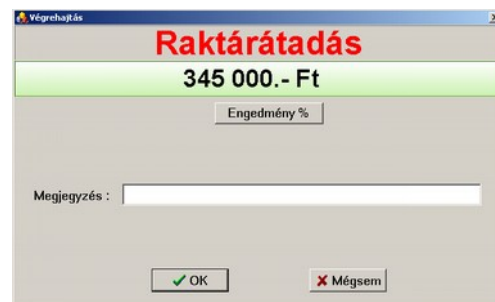 Végrehajtás
Raktárátadás
345 000.- Ft
Engedmény %
Megjegyzés :
OK
Mégsem